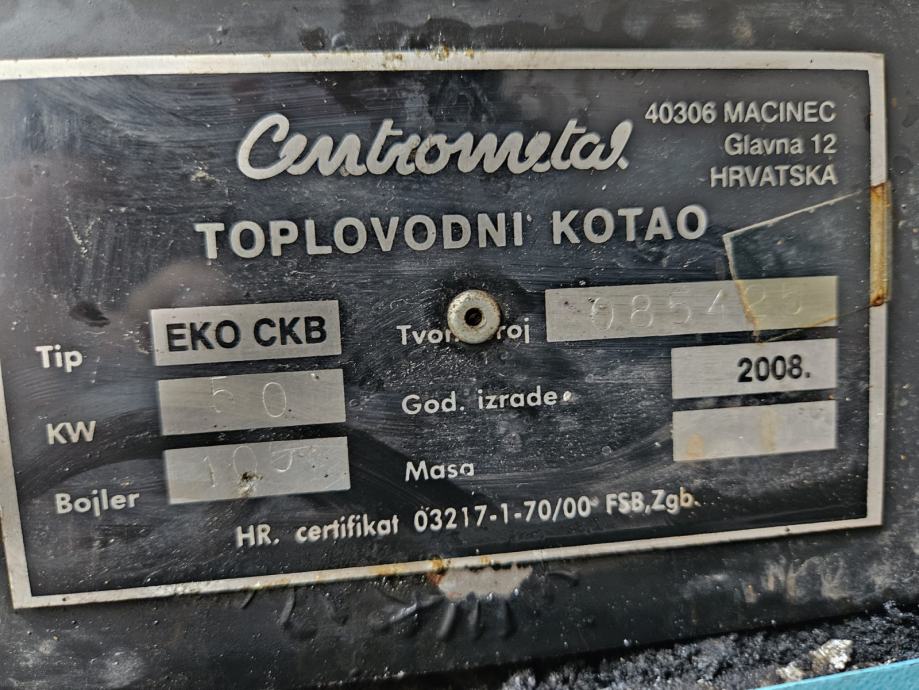 Centrometal
40306 MACINEC
Glavna 12
HRVATSKA
TOPLOVODNI KOTAO
Tip EKO CKB
KW 50
God. izrade 2008.
Bojler 105
Masa
HR. certifikat 03217-1-70/00 FSB,Zgb.